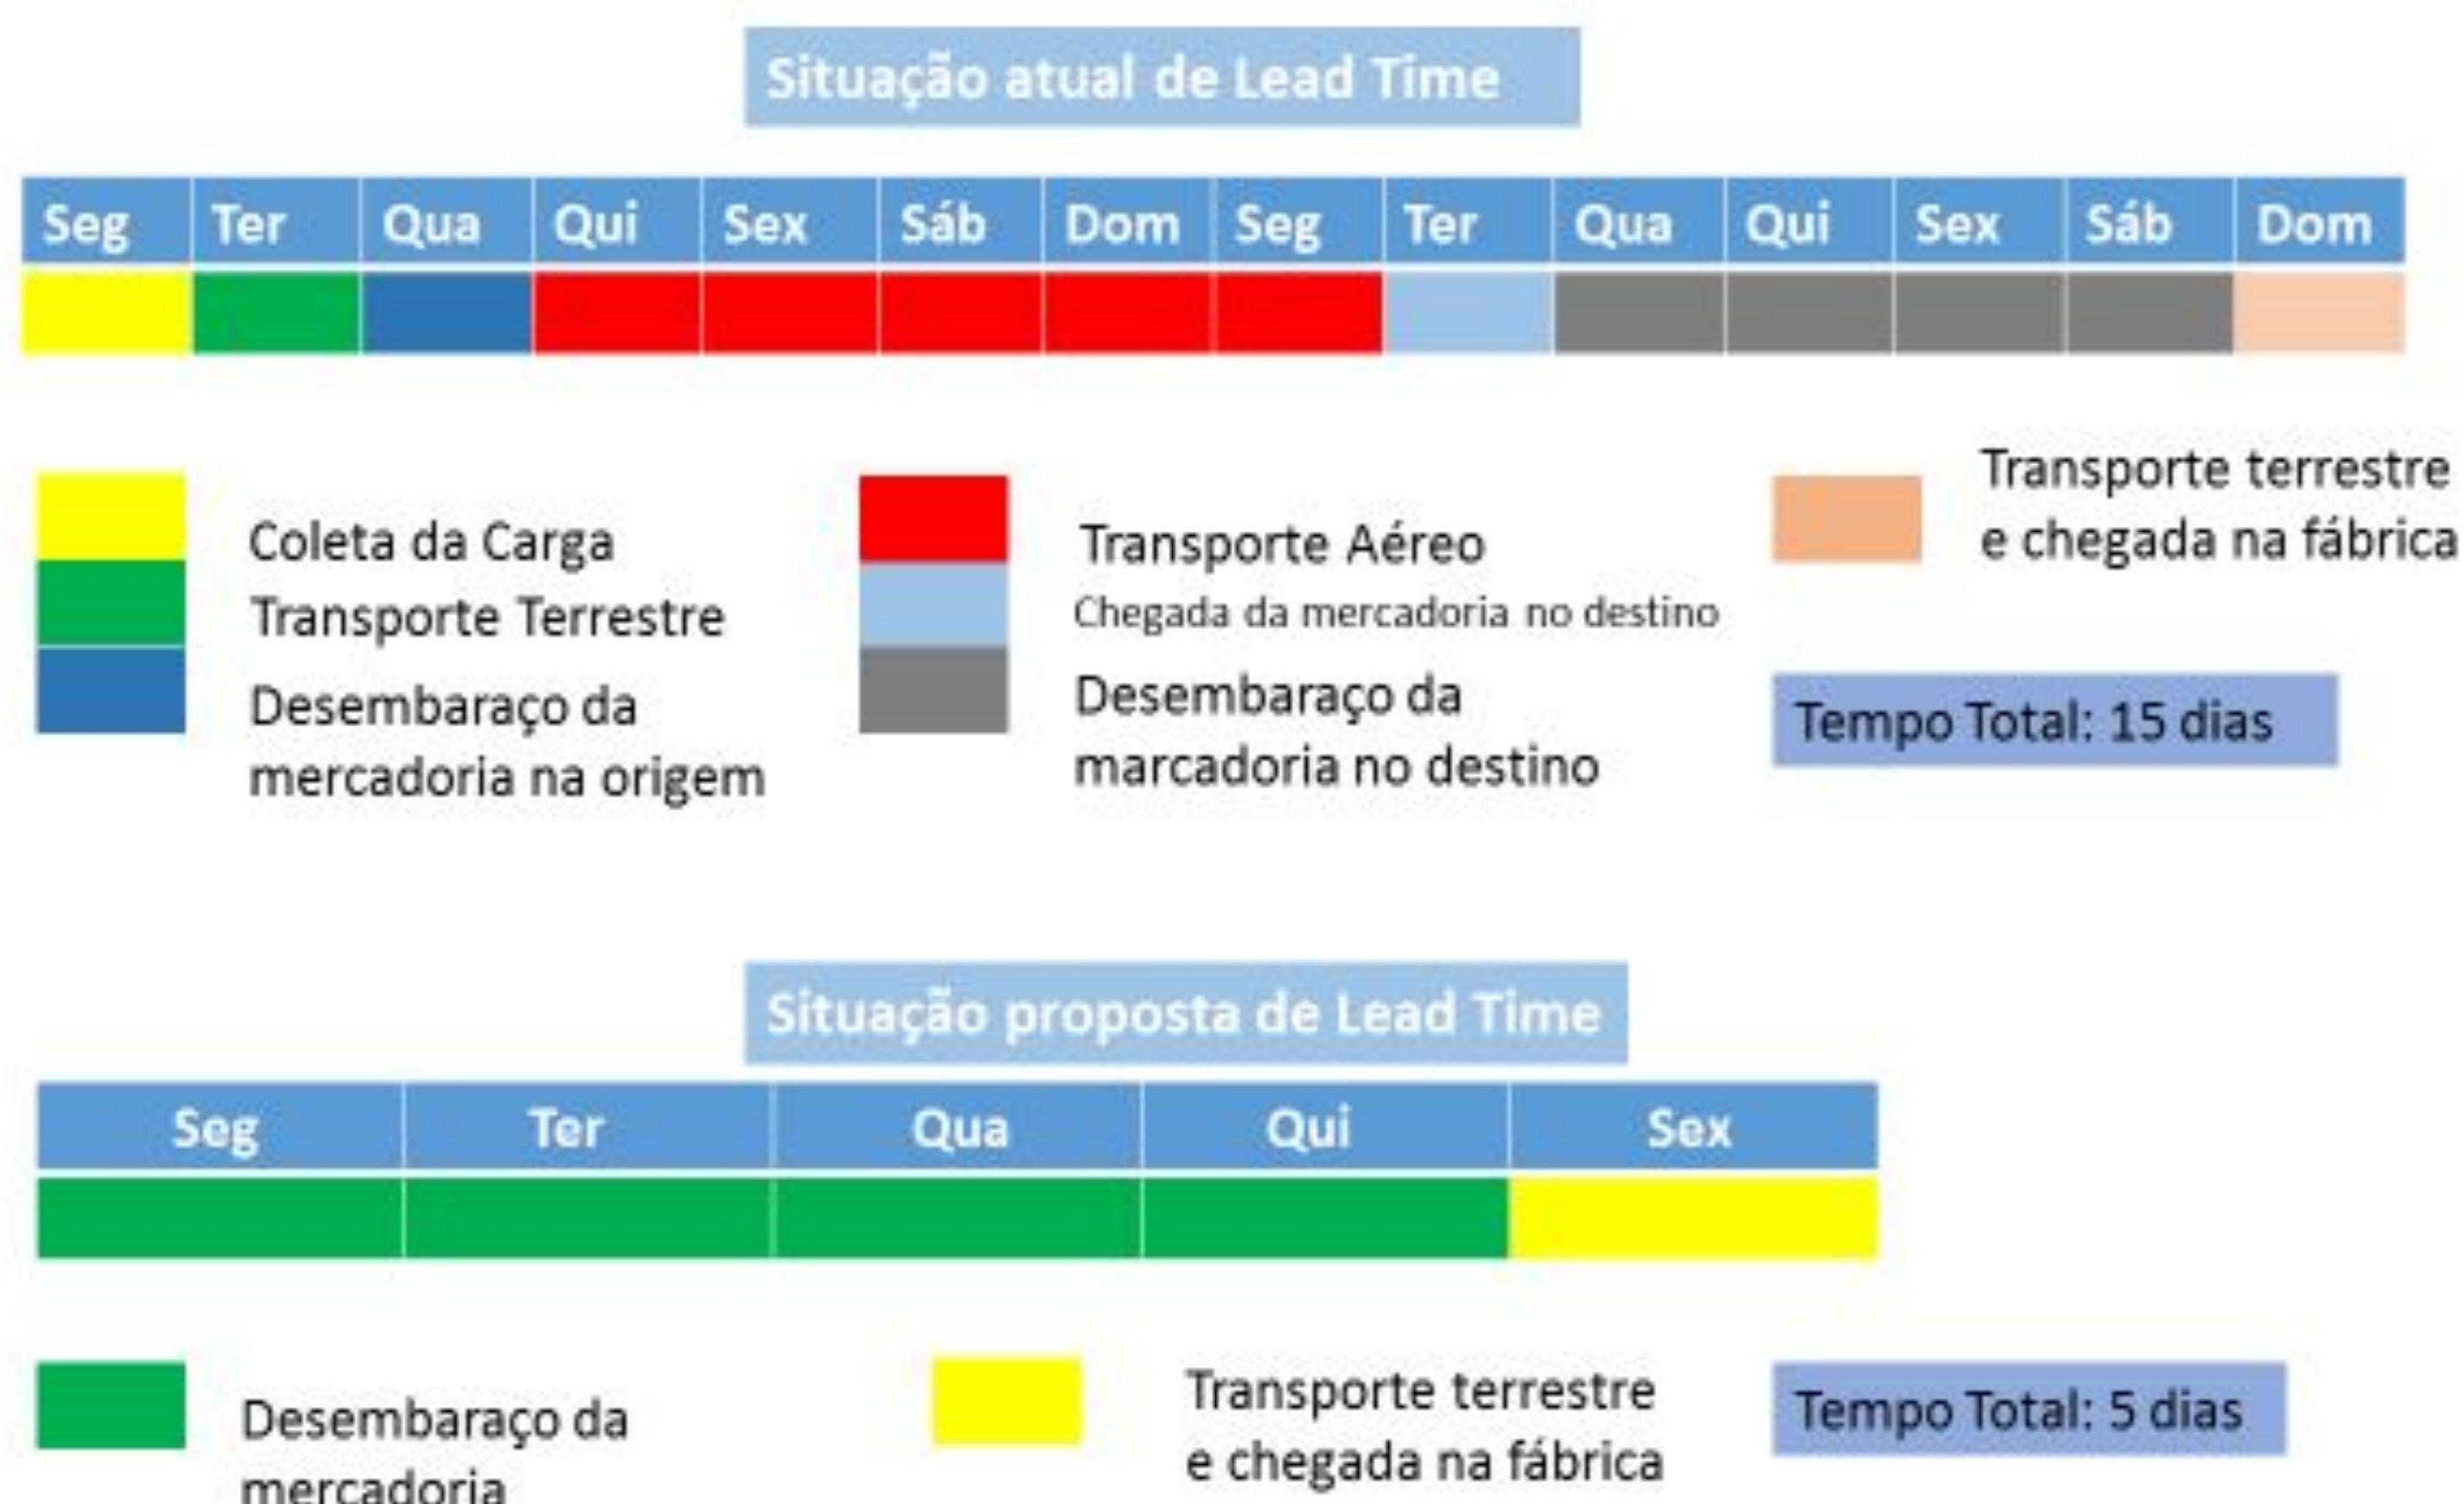 Situação atual de Lead Time
Seg Ter Qua Qui Sex Sáb Dom Seg Ter Qua Qui Sex Sáb Dom
Coleta da Carga
Transporte Terrestre
Desembaraço da
mercadoria na origem
Transporte Aéreo
Chegada da mercadoria no destino
Desembaraço da
marcadoria no destino
Transporte terrestre
e chegada na fábrica
Tempo Total: 15 dias
Situação proposta de Lead Time
Seg Ter Qua Qui Sex
Desembaraço da
mercadoria
Transporte terrestre
e chegada na fábrica
Tempo Total: 5 dias